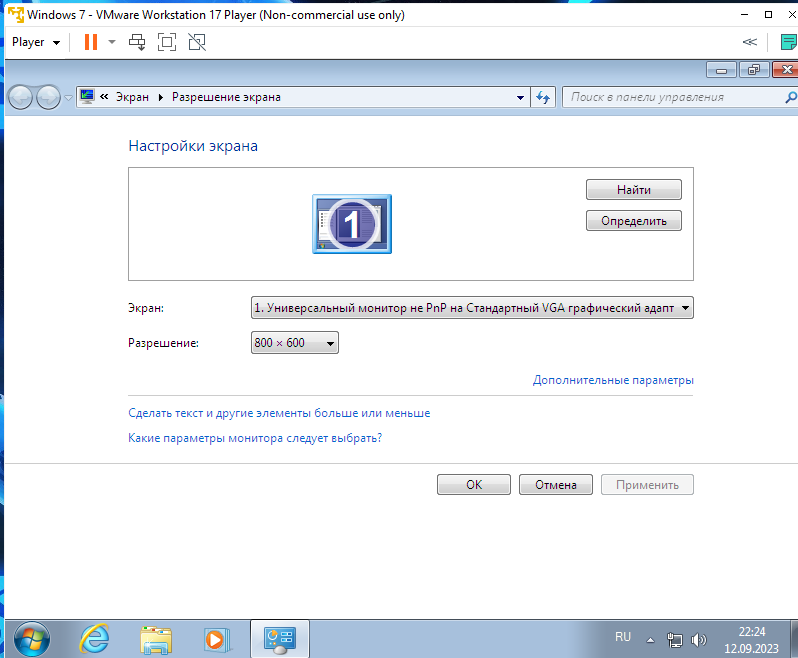 Windows 7 - VMware Workstation 17 Player (Non-commercial use only)
Player
Экран Разрешение экрана
Поиск в панели управления
Настройки экрана
1
Найти
Определить
Экран: 1. Универсальный монитор не PnP на Стандартный VGA графический адапт
Разрешение: 800 × 600
Дополнительные параметры
Сделать текст и другие элементы больше или меньше
Какие параметры монитора следует выбрать?
ОК Отмена Применить
RU
22:24
12.09.2023